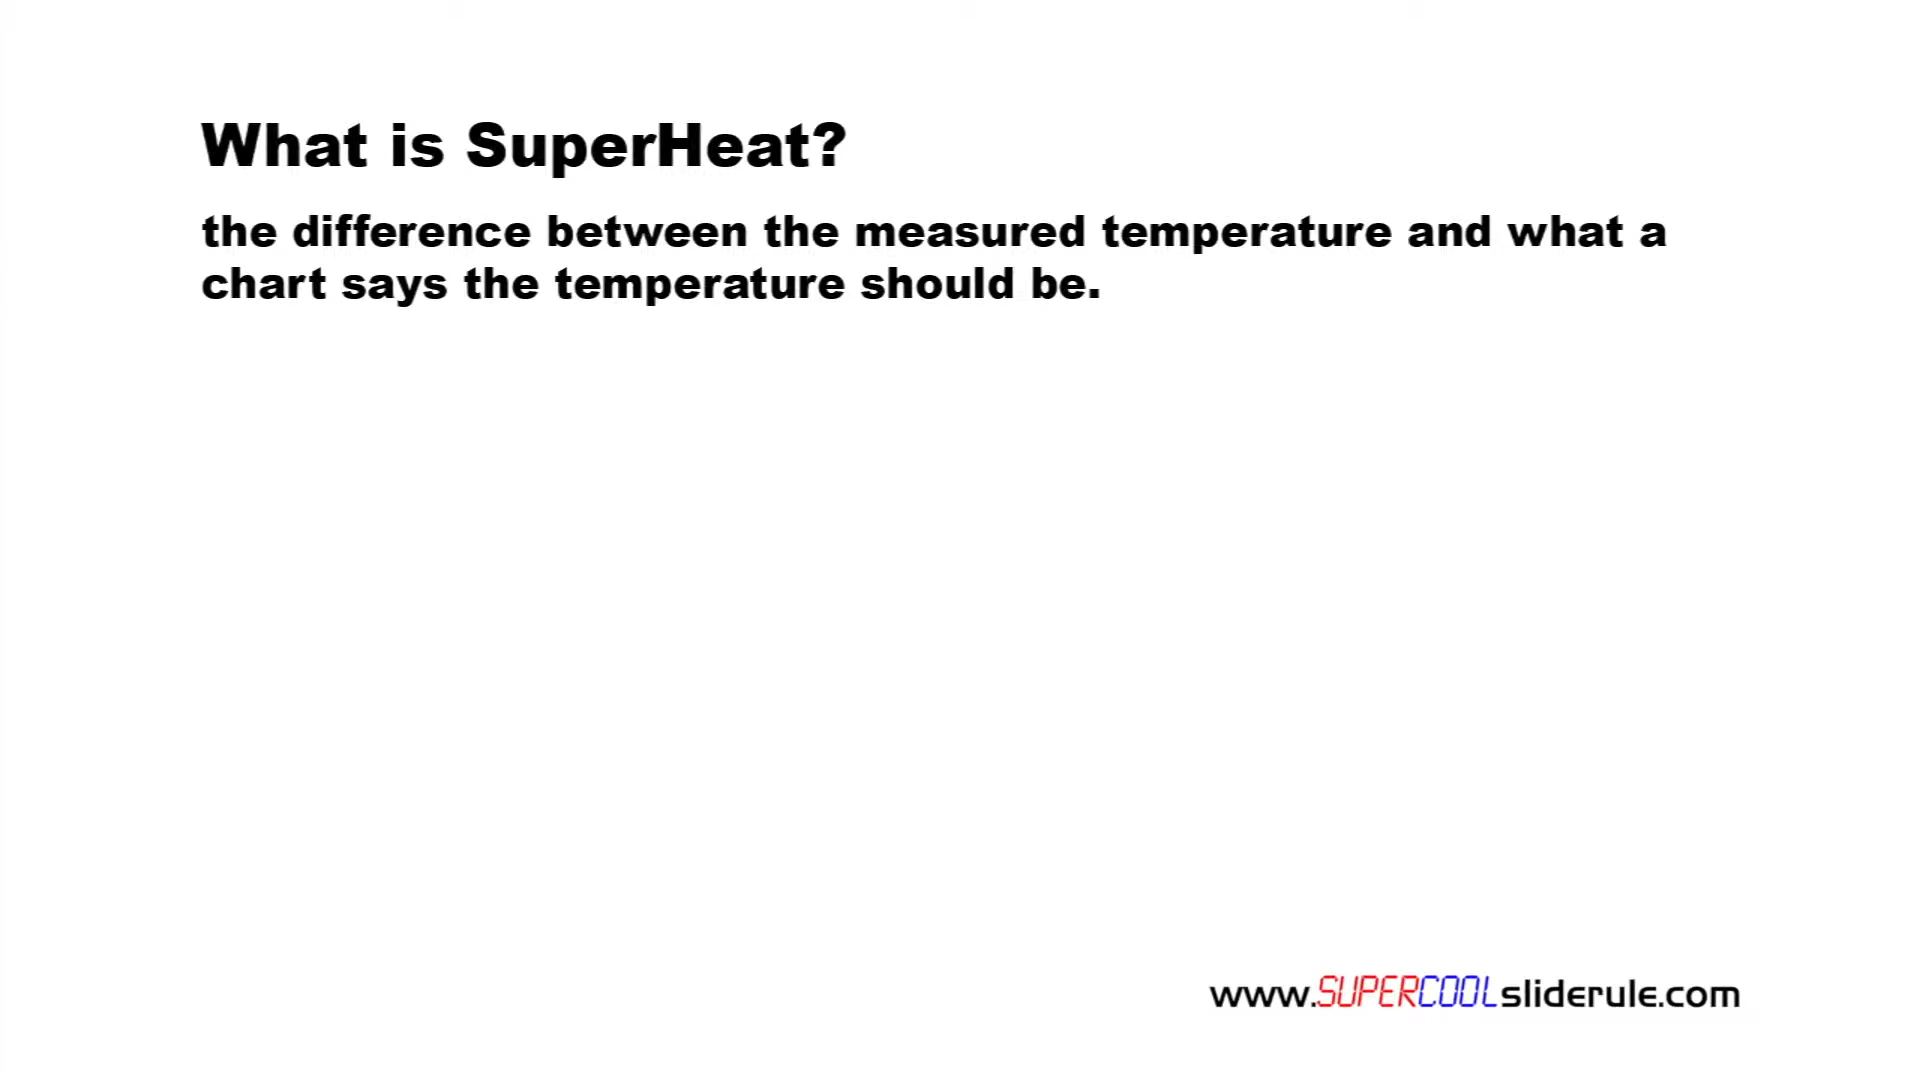 What is SuperHeat?
the difference between the measured temperature and what a
chart says the temperature should be.
www.SUPERCOOLsliderule.com